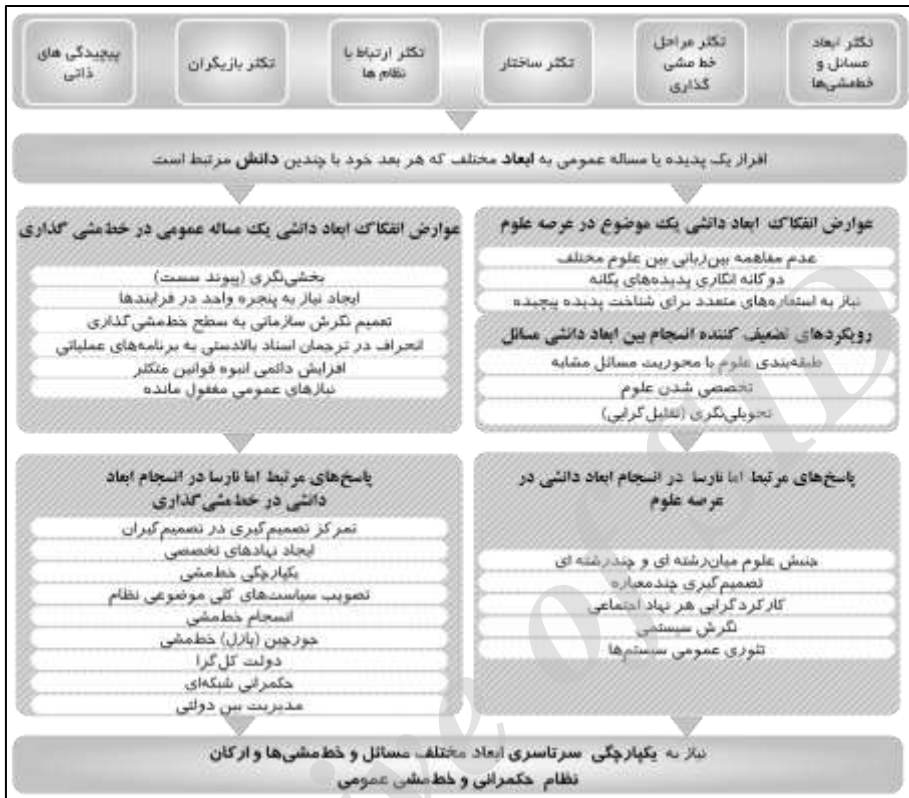 تکثر ابعاد
مسائل و
خطمشی‌ها
تکثر مراحل
خط مشی
گذاری
تکثر ساختار
تکثر ارتباط با
نظام ها
تکثر بازیگران
پیچیدگی های
ذاتی
افراز یک پدیده یا مساله عمومی به ابعاد مختلف که هر بعد خود با چندین دانش مرتبط است
عوارض انفکاک ابعاد دانشی یک موضوع در عرصه علوم
عدم مفاهمه بین‌زبانی بین علوم مختلف
دوگانه انگاری پدیده‌های یگانه
نیاز به استعاره‌های متعدد برای شناخت پدیده پیچیده
رویکردهای تضعیف کننده انسجام بین ابعاد دانشی مسائل
طبقه‌بندی علوم با محوریت مسائل مشابه
تخصصی شدن علوم
تحویلی‌نگری (تقلیل‌گرایی)
عوارض انفکاک ابعاد دانشی یک مساله عمومی در خط‌مشی گذاری
بخشی‌نگری (پیوند سست)
ایجاد نیاز به پنجره واحد در فرایندها
تعمیم نگرش سازمانی به سطح خط‌مشی‌گذاری
انحراف در ترجمان اسناد بالادستی به برنامه‌های عملیاتی
افزایش دائمی انبوه قوانین متکثر
نیازهای عمومی مغفول مانده
پاسخ‌های مرتبط اما نارسا در انسجام ابعاد دانشی در
عرصه علوم
جنبش علوم میان‌رشته ای و چندرشته ای
تصمیم‌گیری چندمعیاره
کارکردگرایی هر نهاد اجتماعی
نگرش سیستمی
تئوری عمومی سیستم‌ها
پاسخ‌های مرتبط اما نارسا در انسجام ابعاد
دانشی در خط‌مشی‌گذاری
تمرکز تصمیم‌گیری در تصمیم‌گیران
ایجاد نهادهای تخصصی
یکپارچگی خط‌مشی
تصویب سیاست‌های کلی موضوعی نظام
انسجام خط‌مشی
جورچین (پازل) خط‌مشی
دولت کل‌گرا
حکمرانی شبکه‌ای
مدیریت بین دولتی
نیاز به یکپارچگی سرتاسری ابعاد مختلف مسائل و خط‌مشی‌ها و ارکان
نظام حکمرانی و خط‌مشی عمومی